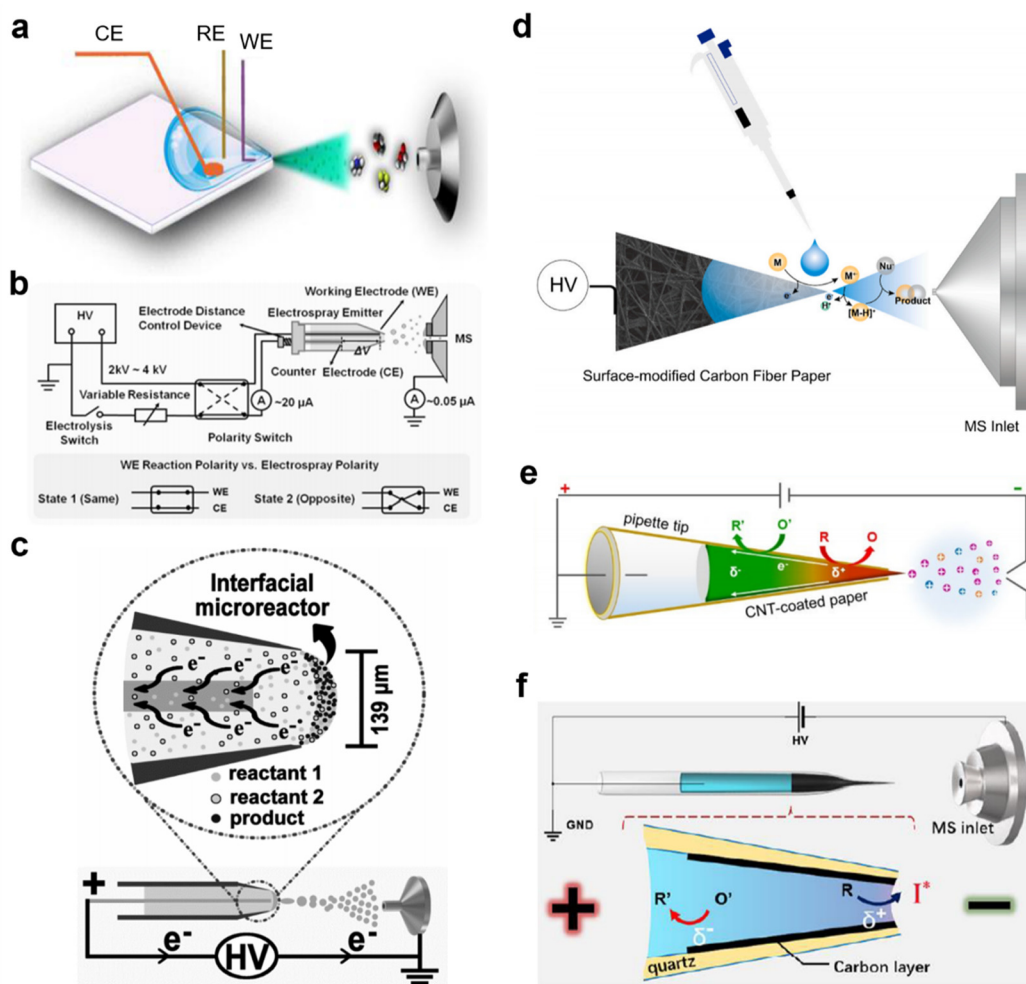 a
CE
RE
WE
b
HV
Electrode Distance
Control Device
Electrospray Emitter
Working Electrode (WE)
MS
ΔV
Counter
Electrode (CE)
2kV ~ 4 kV
Variable Resistance
Electrolysis
Switch
Polarity Switch
A
~20 µA
A
~0.05 µA
WE Reaction Polarity vs. Electrospray Polarity
State 1 (Same)
WE
CE
State 2 (Opposite)
WE
CE
c
Interfacial
microreactor
e⁻ e⁻ e⁻
e⁻ e⁻ e⁻
139 µm
reactant 1
reactant 2
product
+
e⁻
HV
e⁻
d
HV
M
M⁺
Nu⁻
e⁻
e⁻
H⁺
[M-H]⁺
Product
Surface-modified Carbon Fiber Paper
MS Inlet
e
+
-
pipette tip
R'
O'
R
O
δ⁻
e⁻
δ⁺
CNT-coated paper
f
HV
GND
MS inlet
+
R'
O'
δ⁻
R
I*
δ⁺
−
quartz
Carbon layer